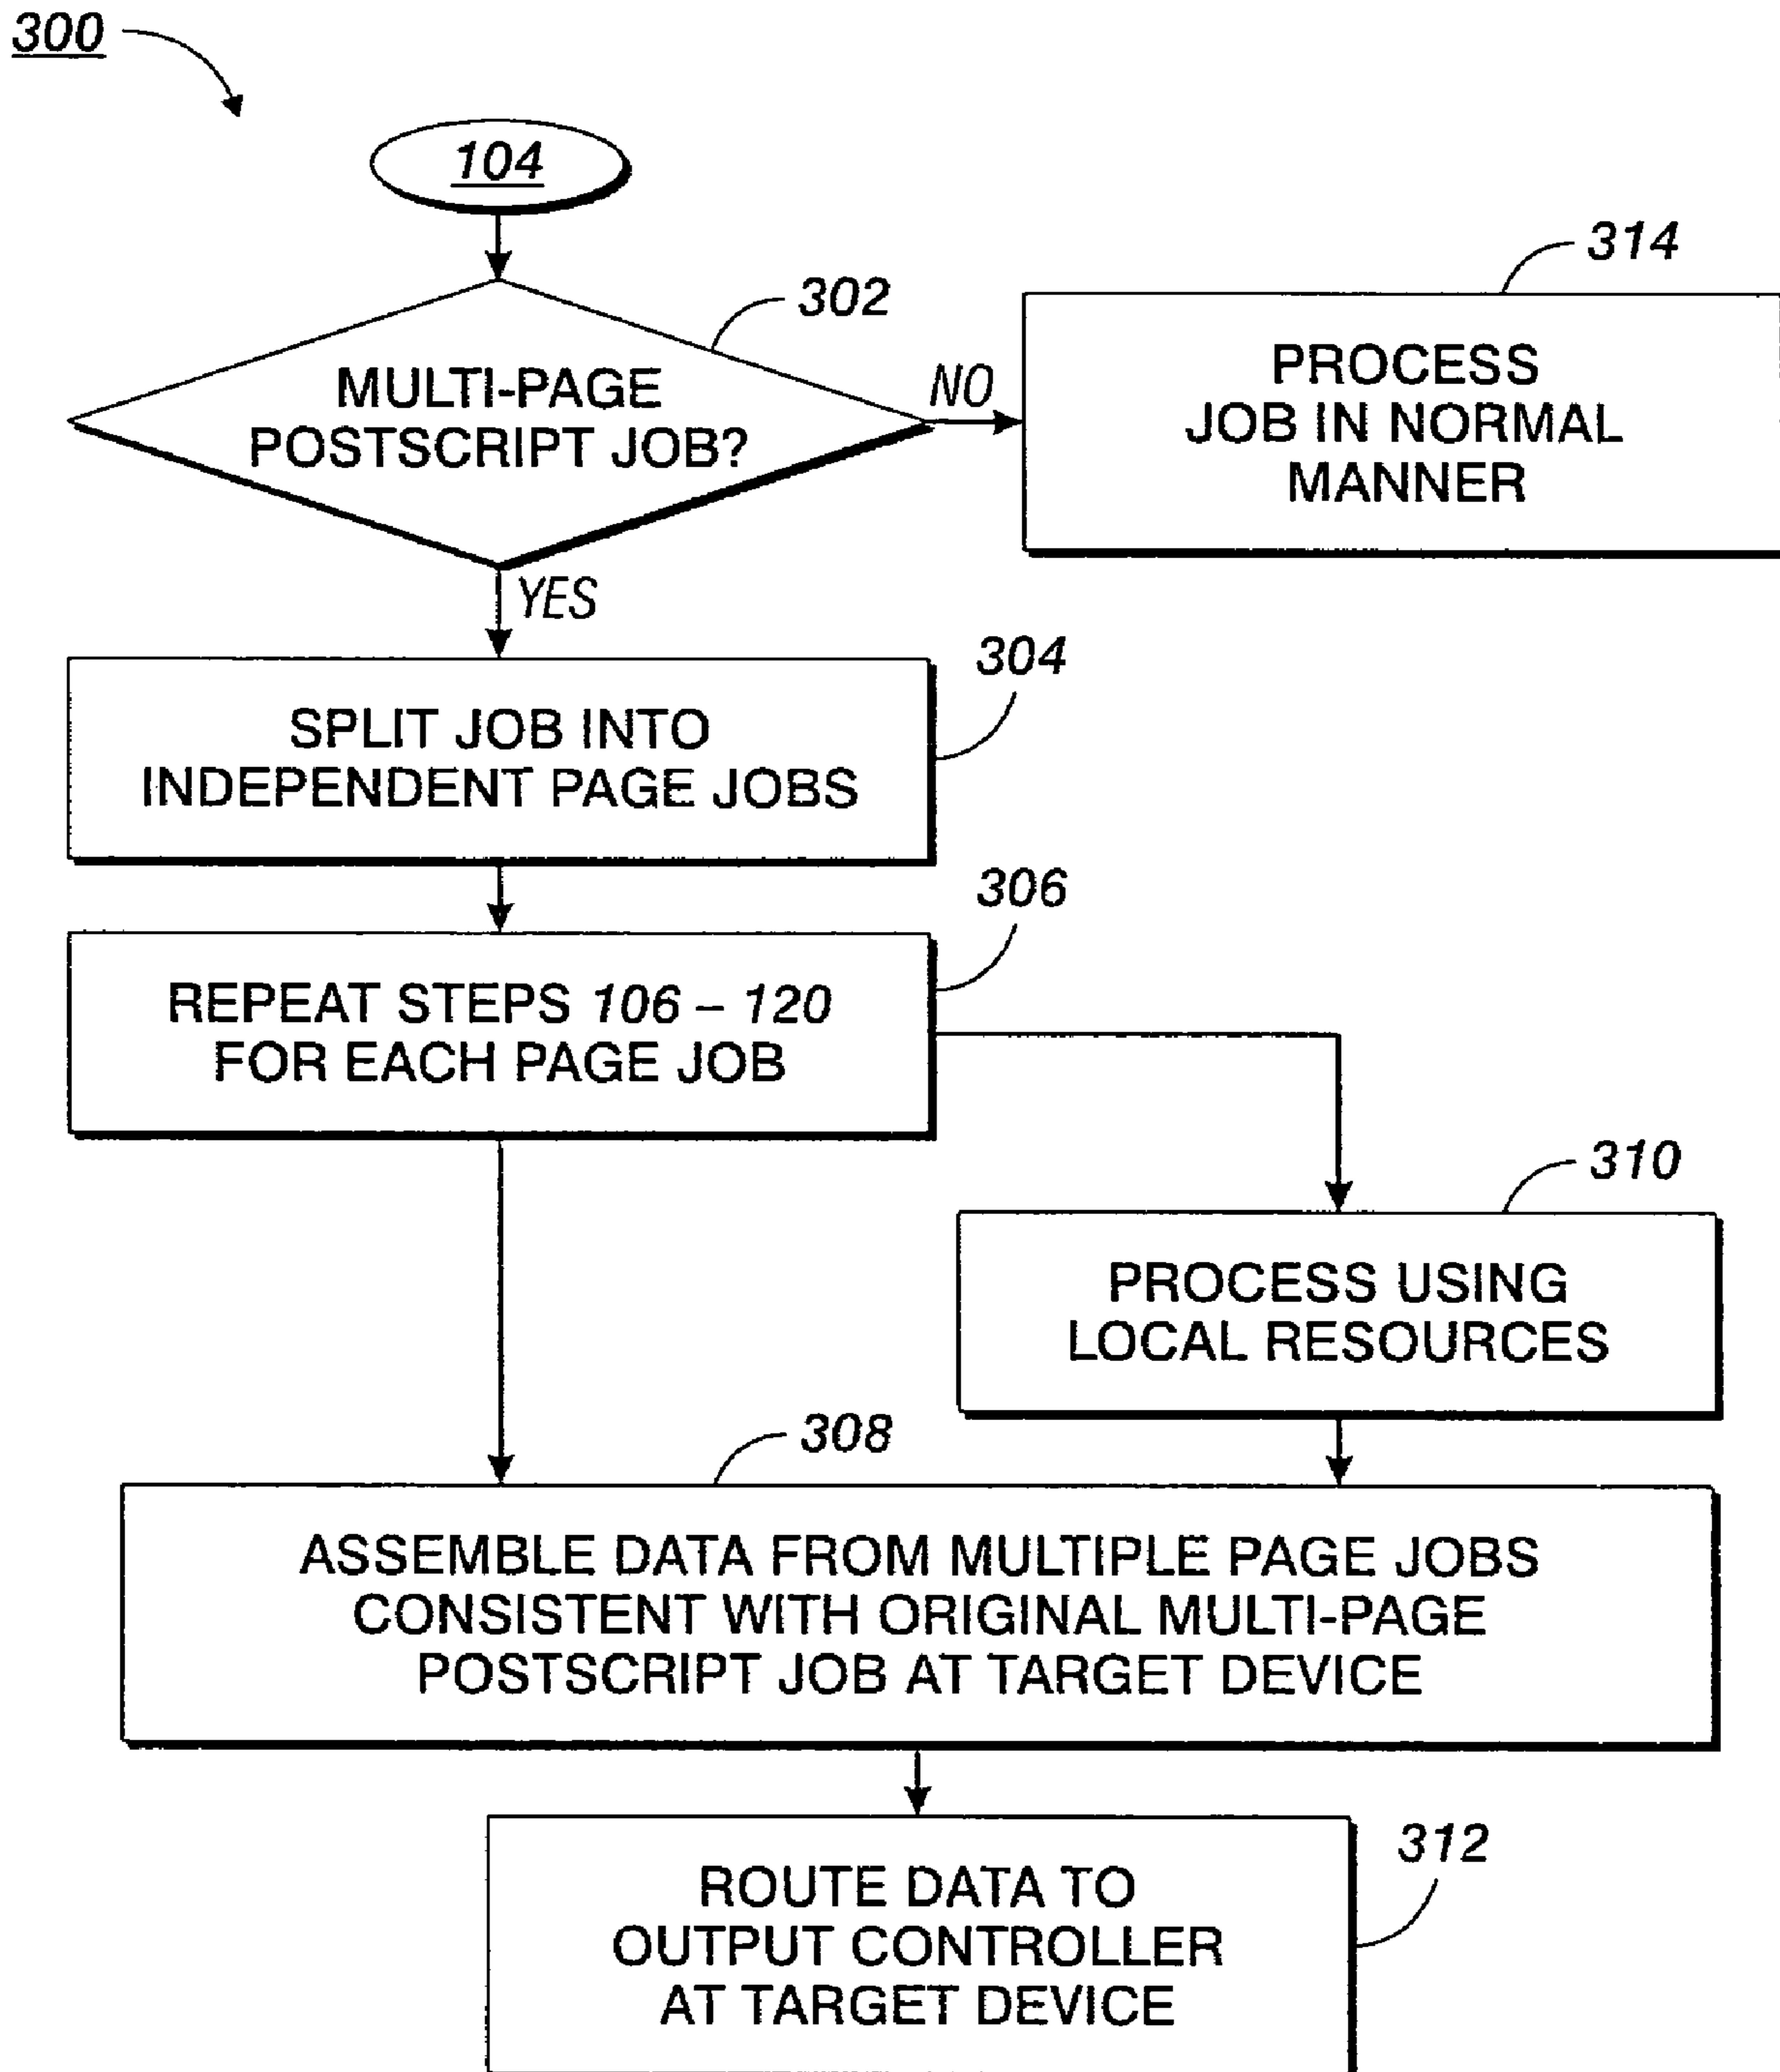 300
104
302
MULTI-PAGE
POSTSCRIPT JOB?
NO
314
PROCESS
JOB IN NORMAL
MANNER
YES
304
SPLIT JOB INTO
INDEPENDENT PAGE JOBS
306
REPEAT STEPS 106 – 120
FOR EACH PAGE JOB
310
PROCESS USING
LOCAL RESOURCES
308
ASSEMBLE DATA FROM MULTIPLE PAGE JOBS
CONSISTENT WITH ORIGINAL MULTI-PAGE
POSTSCRIPT JOB AT TARGET DEVICE
312
ROUTE DATA TO
OUTPUT CONTROLLER
AT TARGET DEVICE